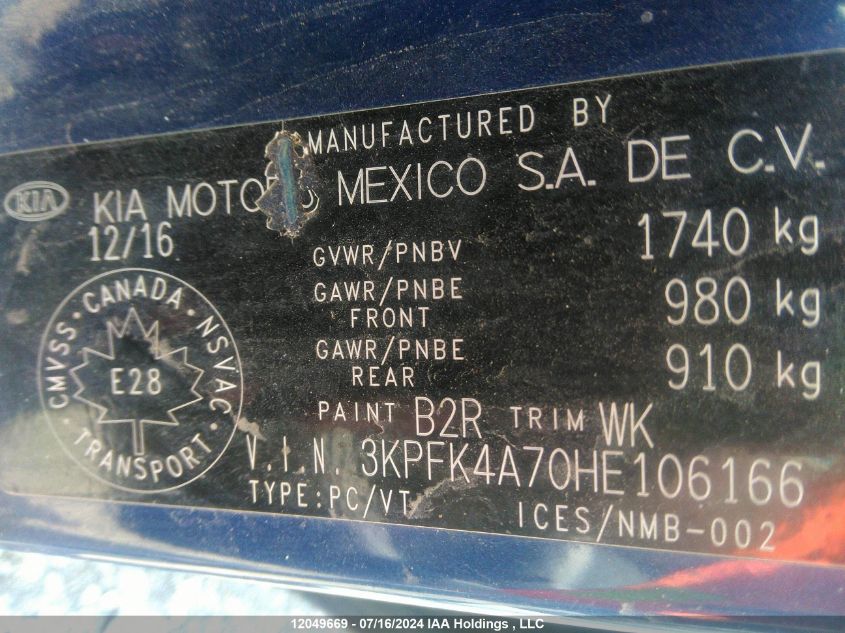 MANUFACTURED BY
KIA KIA MOTO MEXICO S.A. DE C.V.
12/16
GVWR/PNBV 1740 kg
GAWR/PNBE 980 kg
FRONT
GAWR/PNBE 910 kg
REAR
CMVSS · CANADA · NSVAC
E28
· TRANSPORT ·
PAINT B2R TRIM WK
V.I.N. 3KPFK4A70HE106166
TYPE:PC/VT
ICES/NMB-002
12049669 - 07/16/2024 IAA Holdings , LLC